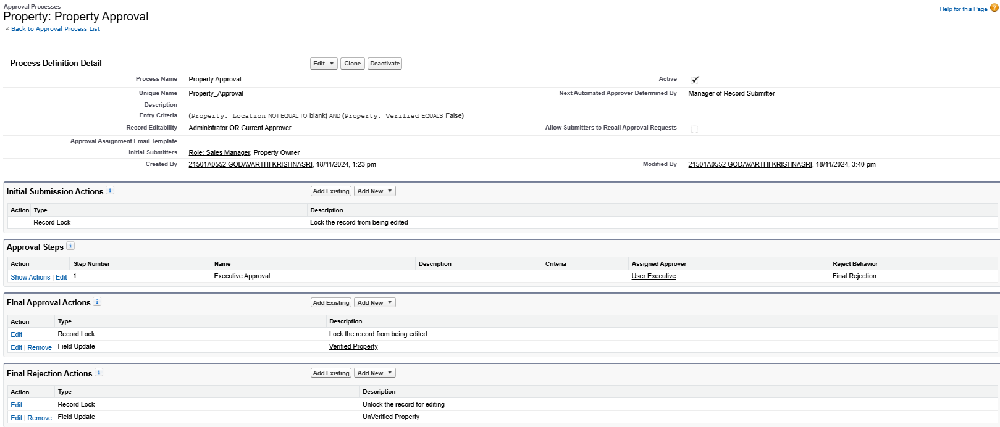 Approval Processes
Property: Property Approval
Help for this Page ?
« Back to Approval Process List
Process Definition Detail Edit ▼ Clone Deactivate
Process Name Property Approval Active ✓
Unique Name Property_Approval Next Automated Approver Determined By Manager of Record Submitter
Description
Entry Criteria (Property: Location NOT EQUAL TO blank) AND (Property: Verified EQUALS False)
Record Editability Administrator OR Current Approver Allow Submitters to Recall Approval Requests
Approval Assignment Email Template
Initial Submitters Role: Sales Manager, Property Owner
Created By 21501A0552 GODAVARTHI KRISHNASRI, 18/11/2024, 1:23 pm Modified By 21501A0552 GODAVARTHI KRISHNASRI, 18/11/2024, 3:40 pm
Initial Submission Actions i Add Existing Add New ▼
Action Type Description
Record Lock Lock the record from being edited
Approval Steps i
Action Step Number Name Description Criteria Assigned Approver Reject Behavior
Show Actions | Edit 1 Executive Approval User:Executive Final Rejection
Final Approval Actions i Add Existing Add New ▼
Action Type Description
Edit Record Lock Lock the record from being edited
Edit | Remove Field Update Verified Property
Final Rejection Actions i Add Existing Add New ▼
Action Type Description
Edit Record Lock Unlock the record for editing
Edit | Remove Field Update UnVerified Property